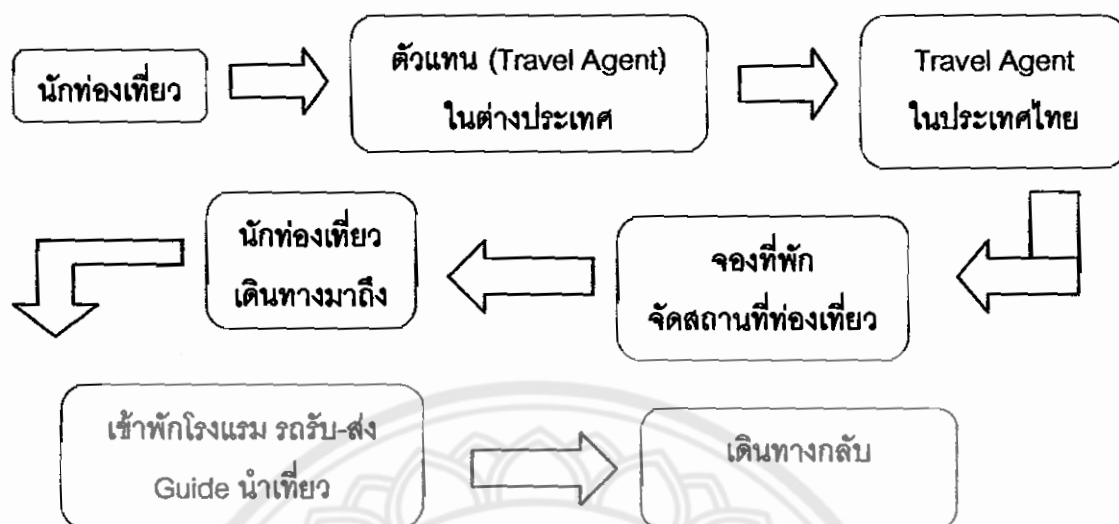 นักท่องเที่ยว
ตัวแทน (Travel Agent)
ในต่างประเทศ
Travel Agent
ในประเทศไทย
จองที่พัก
จัดสถานที่ท่องเที่ยว
นักท่องเที่ยว
เดินทางมาถึง
เข้าพักโรงแรม รถรับ-ส่ง
Guide นำเที่ยว
เดินทางกลับ